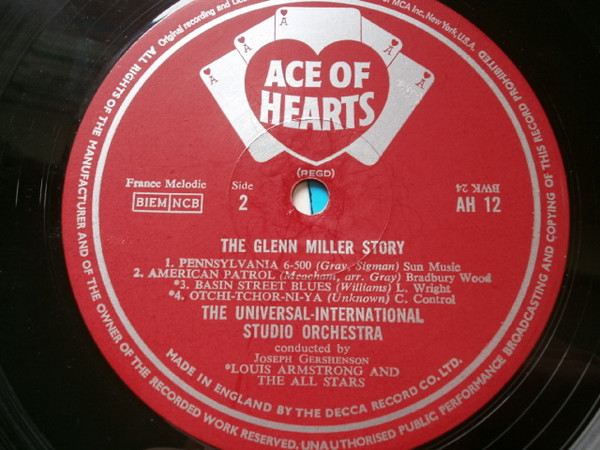 Original recording and
of MCA Inc., New York, USA.
ALL RIGHTS OF THE MANUFACTURER AND OF THE OWNER OF THE RECORDED WORK RESERVED. UNAUTHORISED PUBLIC PERFORMANCE BROADCASTING AND COPYING OF THIS RECORD PROHIBITED
A
A
A
A
ACE OF
HEARTS
(REGD)
France Melodic
BIEM NCB
Side
2
BWK 24
AH 12
THE GLENN MILLER STORY
1. PENNSYLVANIA 6-500 (Gray, Sigman) Sun Music
2. AMERICAN PATROL (Meacham, arr. Gray) Bradbury Wood
*3. BASIN STREET BLUES (Williams) L. Wright
*4. OTCHI-TCHOR-NI-YA (Unknown) C. Control
THE UNIVERSAL-INTERNATIONAL
STUDIO ORCHESTRA
conducted by
JOSEPH GERSHENSON
*LOUIS ARMSTRONG AND
THE ALL STARS
MADE IN ENGLAND BY THE DECCA RECORD CO. LTD.